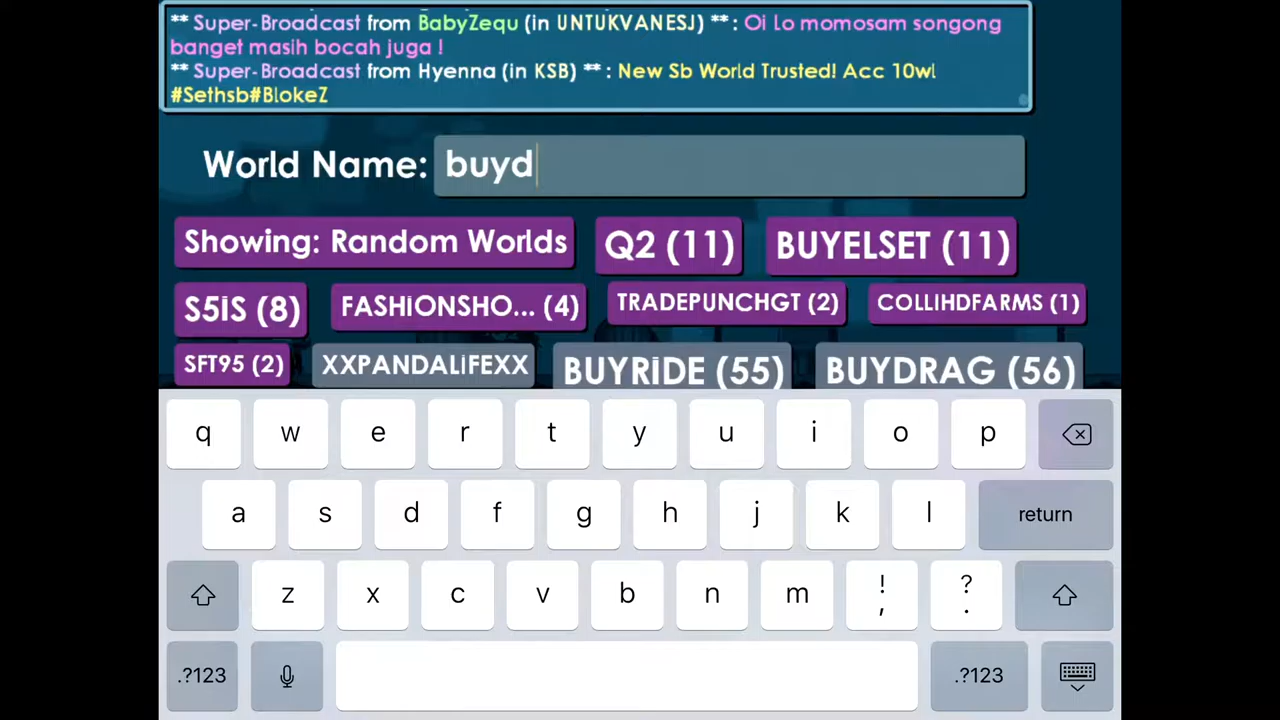 ** Super-Broadcast from BabyZequ (in UNTUKVANESJ) ** : Oi Lo momosam songong
banget masih bocah juga !
** Super-Broadcast from Hyenna (in KSB) ** : New Sb World Trusted! Acc 10wl
#Sethsb#BlokeZ
World Name: buyd
Showing: Random Worlds Q2 (11) BUYELSET (11)
S5iS (8) FASHiONSHO... (4) TRADEPUNCHGT (2) COLLiHDFARMS (1)
SFT95 (2) XXPANDALiFEXX BUYRiDE (55) BUYDRAG (56)
q w e r t y u i o p
a s d f g h j k l return
z x c v b n m ! , ? .
.?123 .?123